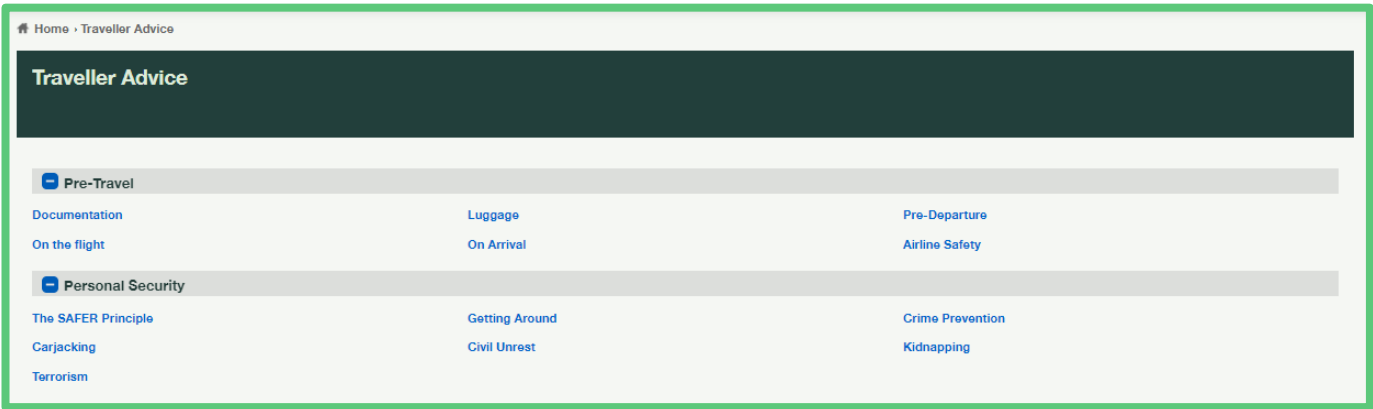 Home › Traveller Advice
Traveller Advice
Pre-Travel
Documentation Luggage Pre-Departure
On the flight On Arrival Airline Safety
Personal Security
The SAFER Principle Getting Around Crime Prevention
Carjacking Civil Unrest Kidnapping
Terrorism